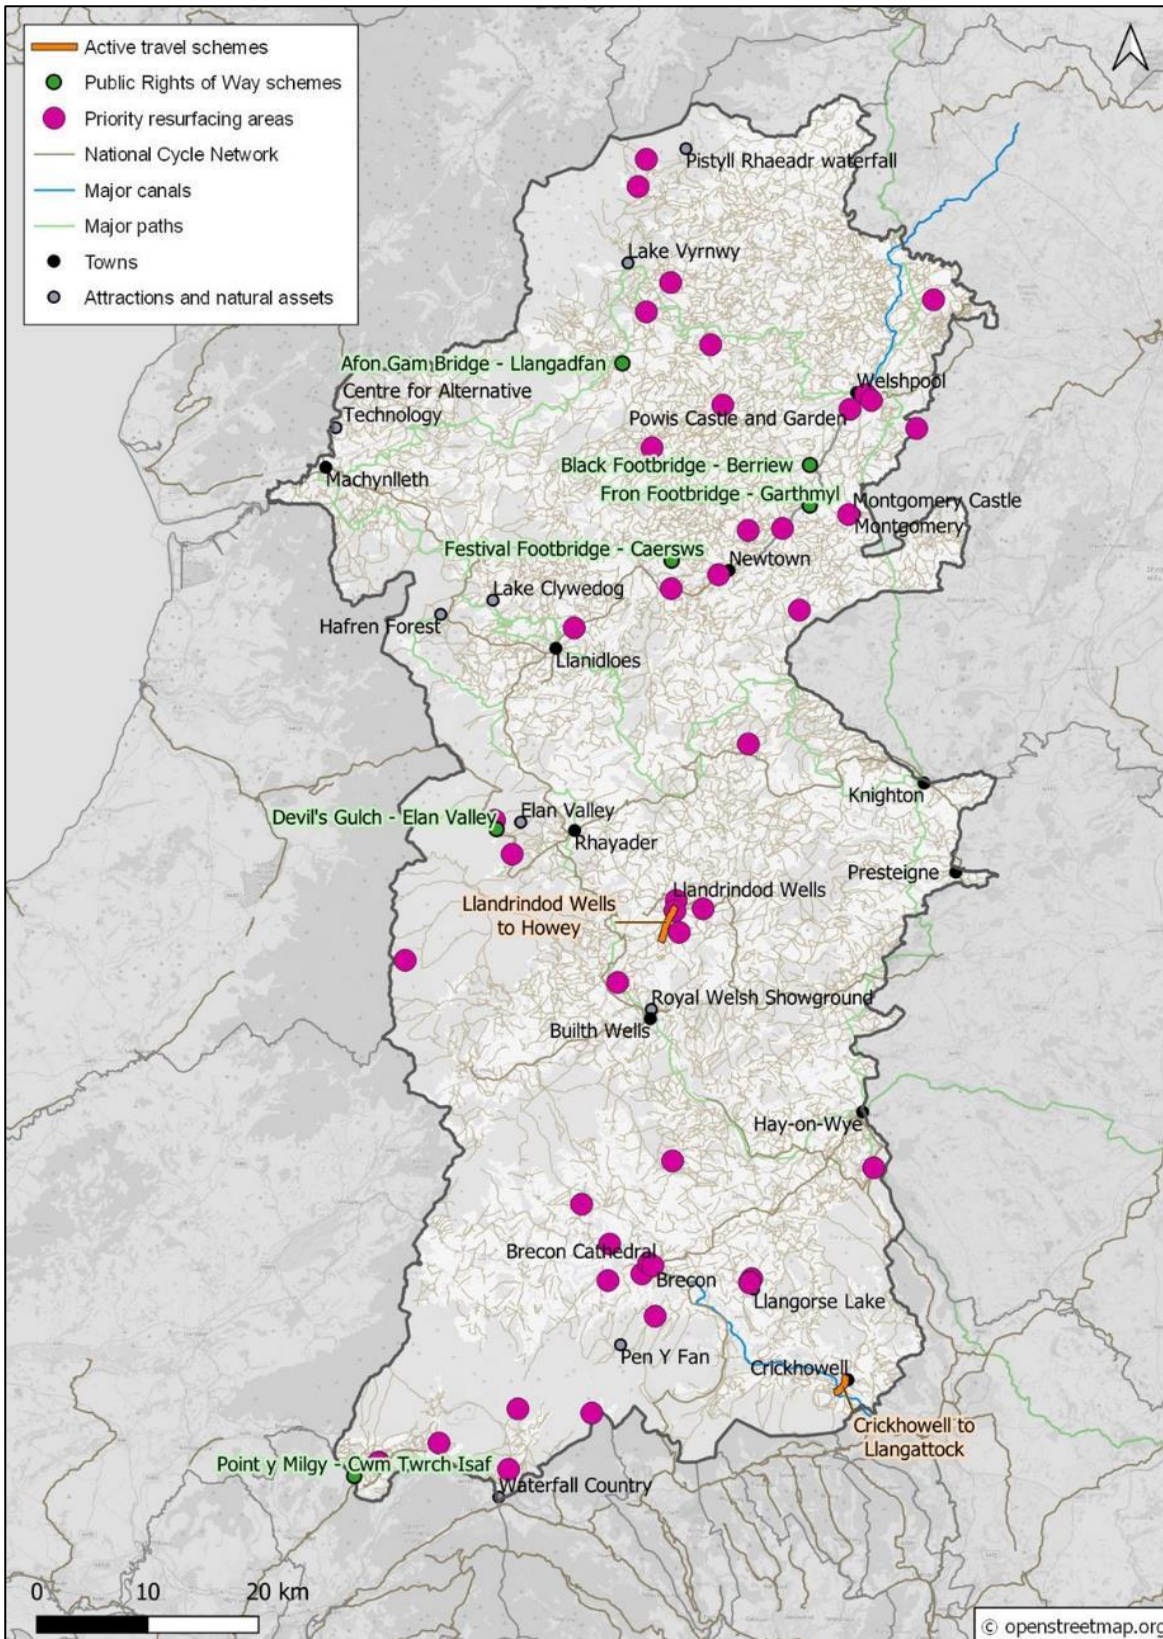 Active travel schemes
Public Rights of Way schemes
Priority resurfacing areas
National Cycle Network
Major canals
Major paths
Towns
Attractions and natural assets
Pistyll Rhaeadr waterfall
Lake Vyrnwy
Afon Gam Bridge - Llangadfan
Centre for Alternative
Technology
Welshpool
Powis Castle and Garden
Black Footbridge - Berriew
Machynlleth
Fron Footbridge - Garthmyl
Montgomery Castle
Montgomery
Festival Footbridge - Caersws
Newtown
Lake Clywedog
Hafren Forest
Llanidloes
Knighton
Devil's Gulch - Elan Valley
Elan Valley
Rhayader
Presteigne
Llandrindod Wells
Llandrindod Wells
to Howey
Royal Welsh Showground
Builth Wells
Hay-on-Wye
Brecon Cathedral
Brecon
Llangorse Lake
Pen Y Fan
Crickhowell
Crickhowell to
Llangattock
Point y Milgy - Cwm Twrch Isaf
Waterfall Country
0 10 20 km
© openstreetmap.org